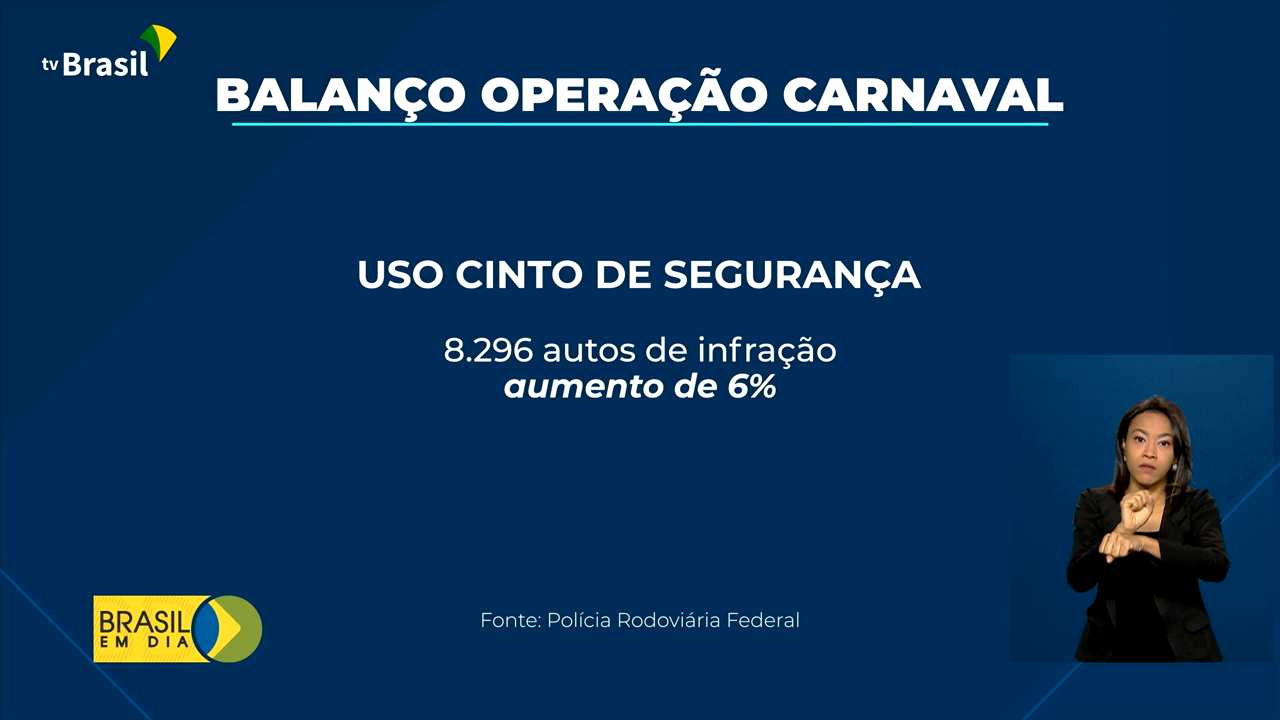 tv Brasil
BALANÇO OPERAÇÃO CARNAVAL
USO CINTO DE SEGURANÇA
8.296 autos de infração
aumento de 6%
BRASIL
EM DIA
Fonte: Polícia Rodoviária Federal